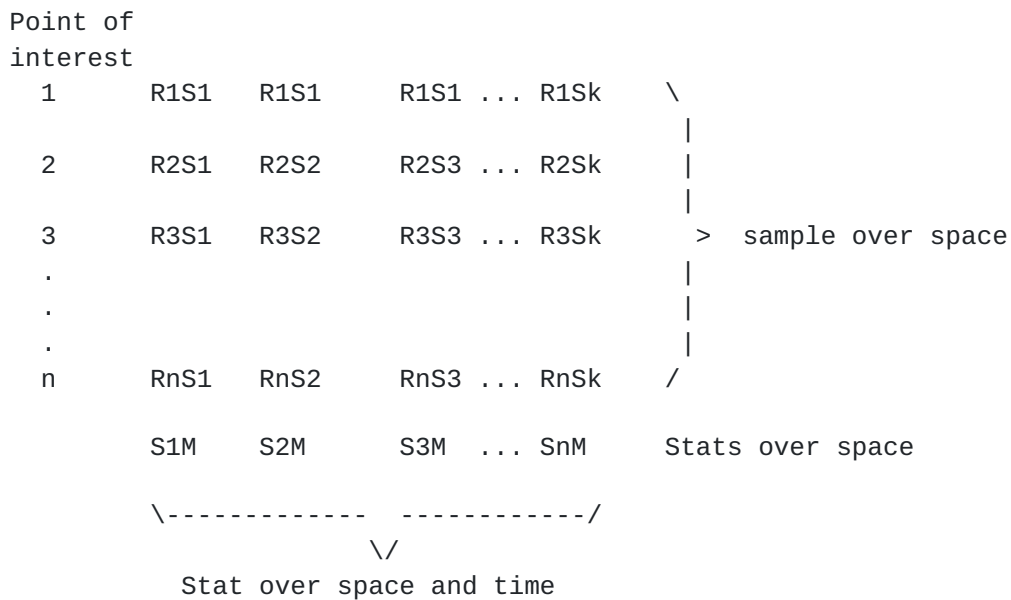 Point of
interest
1 R1S1 R1S1 R1S1 ... R1Sk \
|
2 R2S1 R2S2 R2S3 ... R2Sk |
|
3 R3S1 R3S2 R3S3 ... R3Sk > sample over space
. |
. |
. |
n RnS1 RnS2 RnS3 ... RnSk /
S1M S2M S3M ... SnM Stats over space
\------------- ------------/
\/
Stat over space and time